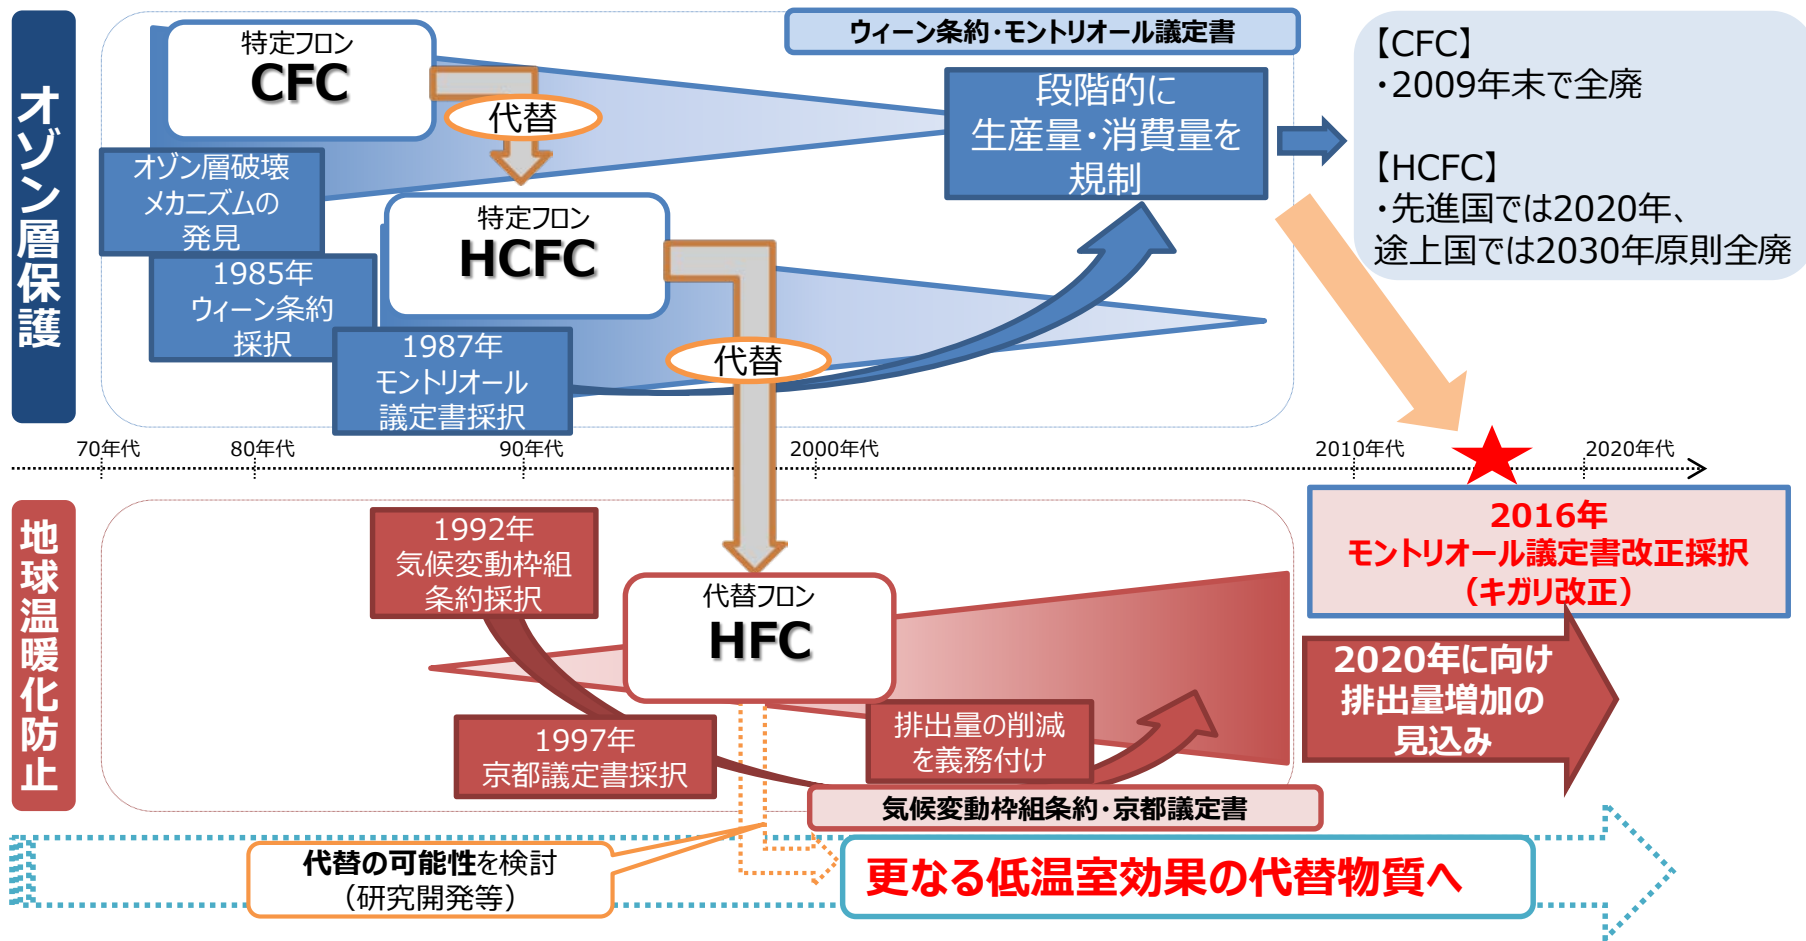 オゾン層保護
特定フロン
CFC
代替
ウィーン条約・モントリオール議定書
段階的に
生産量・消費量を
規制
【CFC】
・2009年末で全廃
【HCFC】
・先進国では2020年、
途上国では2030年原則全廃
オゾン層破壊
メカニズムの
発見
1985年
ウィーン条約
採択
1987年
モントリオール
議定書採択
特定フロン
HCFC
代替
70年代
80年代
90年代
2000年代
2010年代
2020年代
地球温暖化防止
1992年
気候変動枠組
条約採択
1997年
京都議定書採択
代替フロン
HFC
排出量の削減
を義務付け
気候変動枠組条約・京都議定書
2016年
モントリオール議定書改正採択
（キガリ改正）
2020年に向け
排出量増加の
見込み
代替の可能性を検討
（研究開発等）
更なる低温室効果の代替物質へ